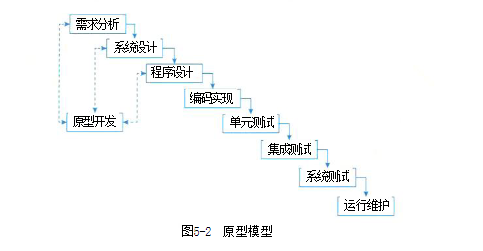 需求分析
系统设计
程序设计
编码实现
原型开发
单元测试
集成测试
系统测试
运行维护
图5-2 原型模型